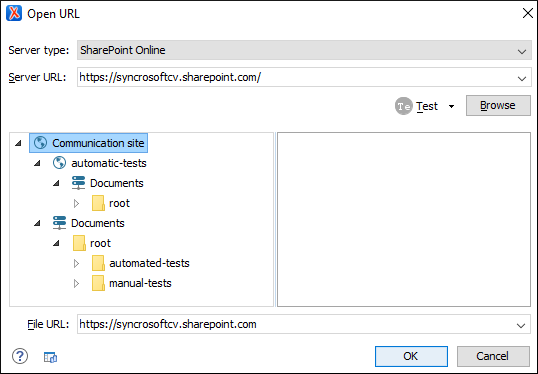 Open URL
Server type: SharePoint Online
Server URL: https://syncrosoftcv.sharepoint.com/
Te Test Browse
Communication site
automatic-tests
Documents
root
Documents
root
automated-tests
manual-tests
File URL: https://syncrosoftcv.sharepoint.com
? OK Cancel